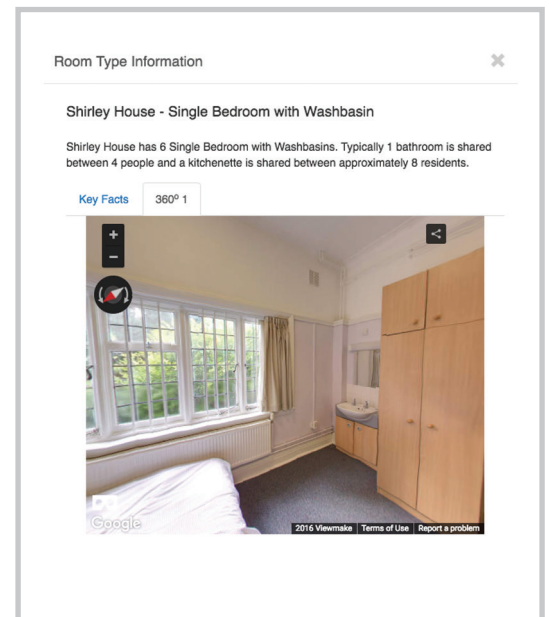 Room Type Information
Shirley House - Single Bedroom with Washbasin
Shirley House has 6 Single Bedroom with Washbasins. Typically 1 bathroom is shared
between 4 people and a kitchenette is shared between approximately 8 residents.
Key Facts
360º 1
Google
2016 Viewmake Terms of Use Report a problem